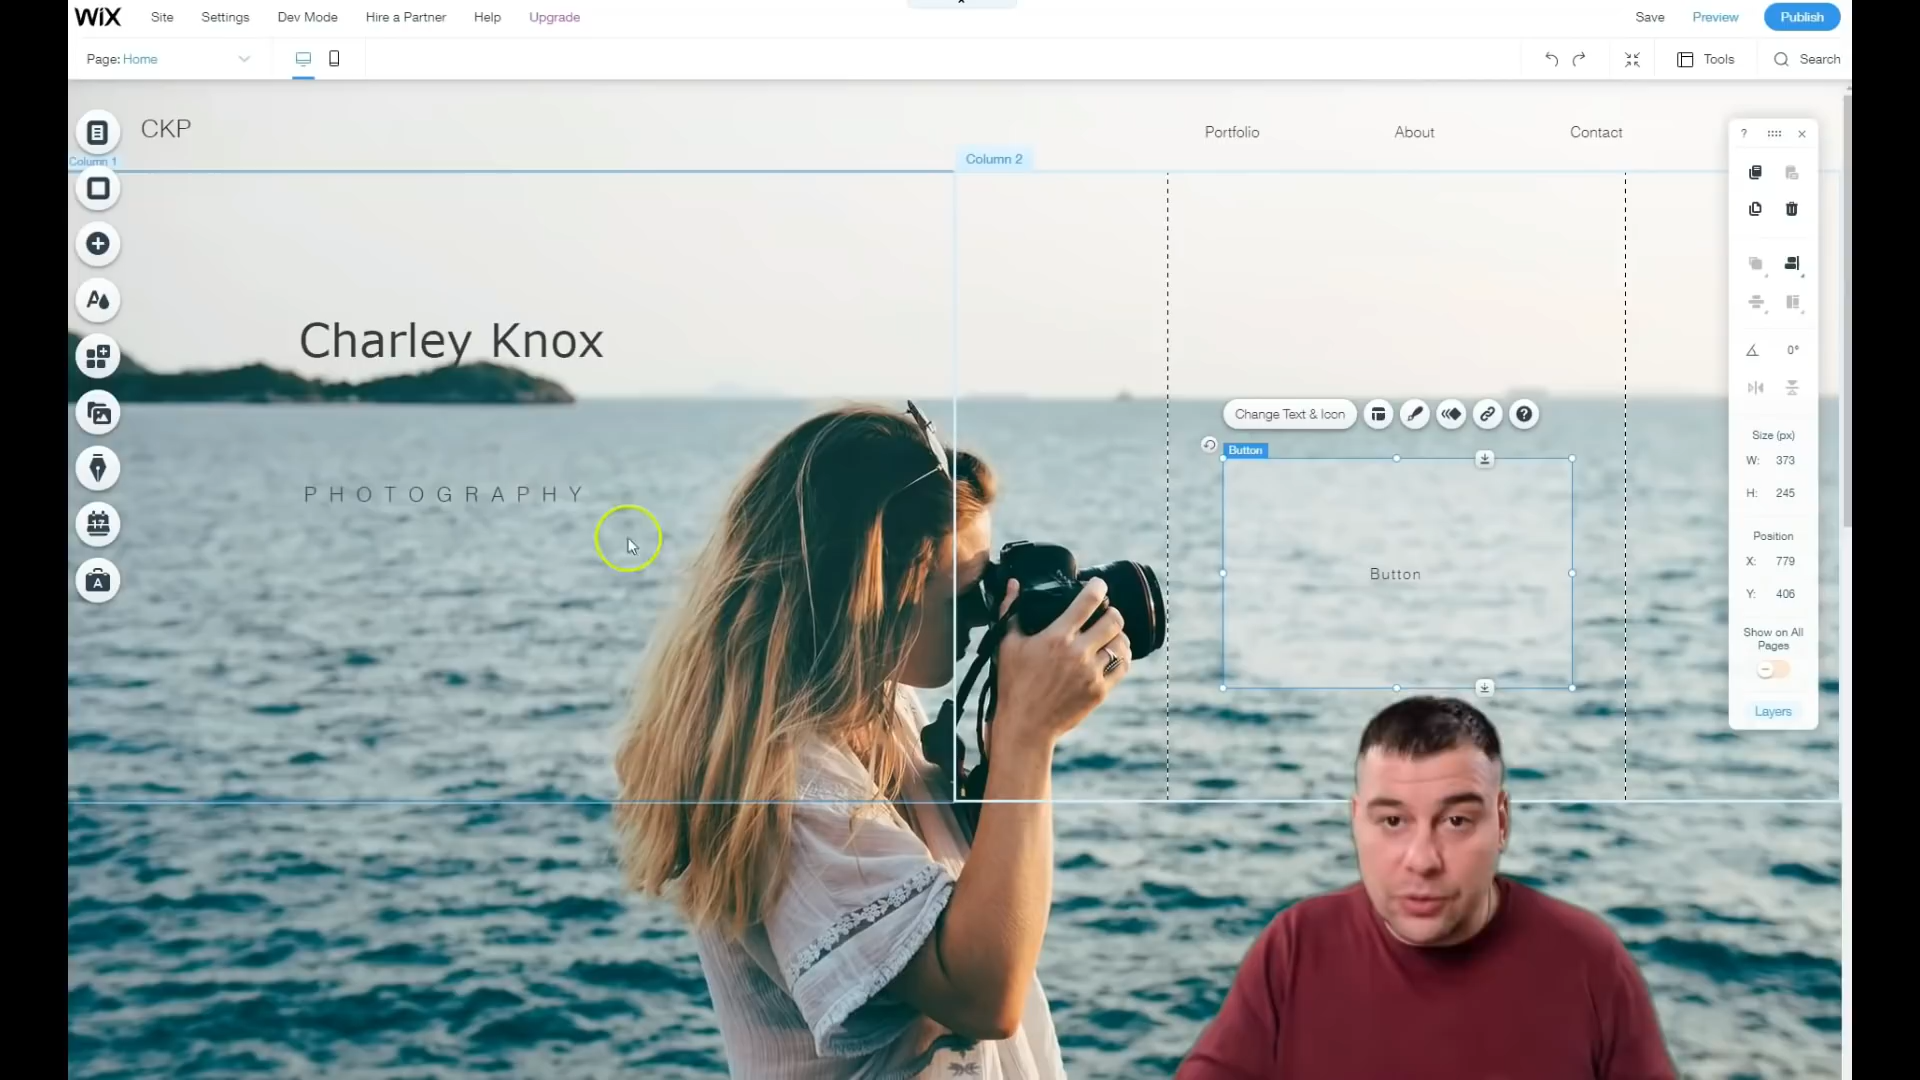 WiX Site Settings Dev Mode Hire a Partner Help Upgrade Save Preview Publish
Page: Home Tools Search
CKP Portfolio About Contact
Column 1 Column 2
Charley Knox
PHOTOGRAPHY
Change Text & Icon
Button
Button
0°
Size (px)
W: 373
H: 245
Position
X: 779
Y: 406
Show on All
Pages
Layers
17
A